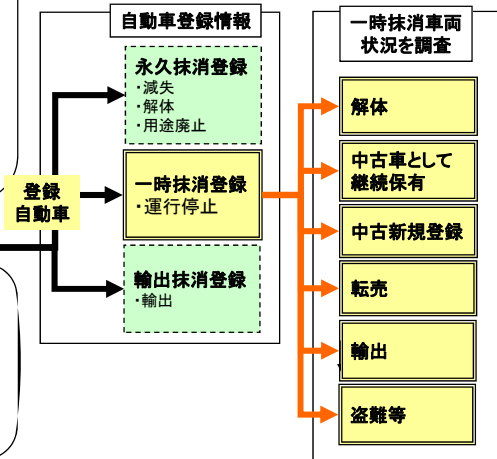 自動車登録情報
永久抹消登録
・減失
・解体
・用途廃止
登録
自動車
一時抹消登録
・運行停止
輸出抹消登録
・輸出
一時抹消車両
状況を調査
解体
中古車として
継続保有
中古新規登録
転売
輸出
盗難等